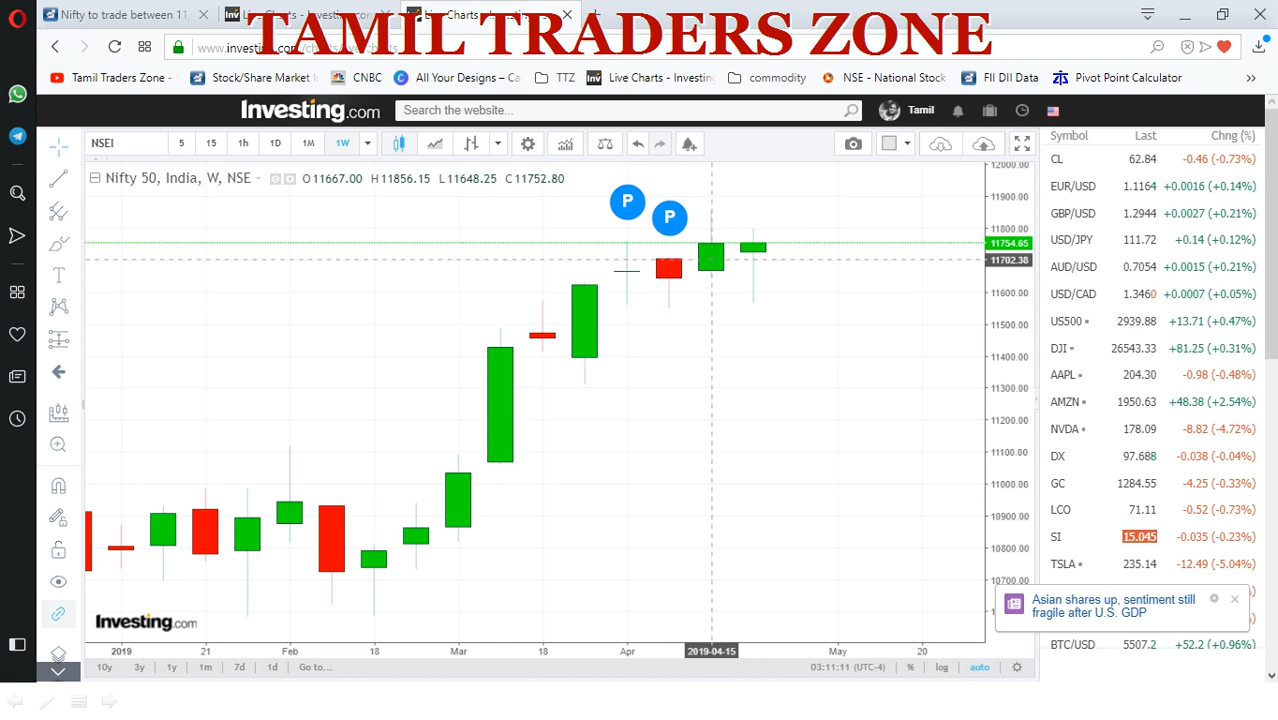 TAMIL TRADERS ZONE
Nifty to trade between 11,
www.investing.com/charts/live-charts
Tamil Traders Zone -
Stock/Share Market
CNBC
All Your Designs – Ca
TTZ
Live Charts - Investing
commodity
NSE - National Stock
FII DII Data
Pivot Point Calculator
Investing.com
Search the website...
Tamil
NSEI
5
15
1h
1D
1M
1W
Nifty 50, India, W, NSE
O 11667.00 H 11856.15 L 11648.25 C 11752.80
P
P
12000.00
11900.00
11800.00
11754.65
11702.38
11600.00
11500.00
11400.00
11300.00
11200.00
11100.00
11000.00
10900.00
10800.00
10700.00
Investing.com
2019
21
Feb
18
Mar
18
Apr
2019-04-15
May
20
10y
3y
1y
1m
7d
1d
Go to...
03:11:11 (UTC-4)
%
log
auto
Symbol Last Chng (%)
CL 62.84 -0.46 (-0.73%)
EUR/USD 1.1164 +0.0016 (+0.14%)
GBP/USD 1.2944 +0.0027 (+0.21%)
USD/JPY 111.72 +0.14 (+0.12%)
AUD/USD 0.7054 +0.0015 (+0.21%)
USD/CAD 1.3460 +0.0007 (+0.05%)
US500 2939.88 +13.71 (+0.47%)
DJI 26543.33 +81.25 (+0.31%)
AAPL 204.30 -0.98 (-0.48%)
AMZN 1950.63 +48.38 (+2.54%)
NVDA 178.09 -8.82 (-4.72%)
DX 97.688 -0.038 (-0.04%)
GC 1284.55 -4.25 (-0.33%)
LCO 71.11 -0.52 (-0.73%)
SI 15.045 -0.035 (-0.23%)
TSLA 235.14 -12.49 (-5.04%)
Asian shares up, sentiment still
fragile after U.S. GDP
BTC/USD 5507.2 +52.2 (+0.96%)